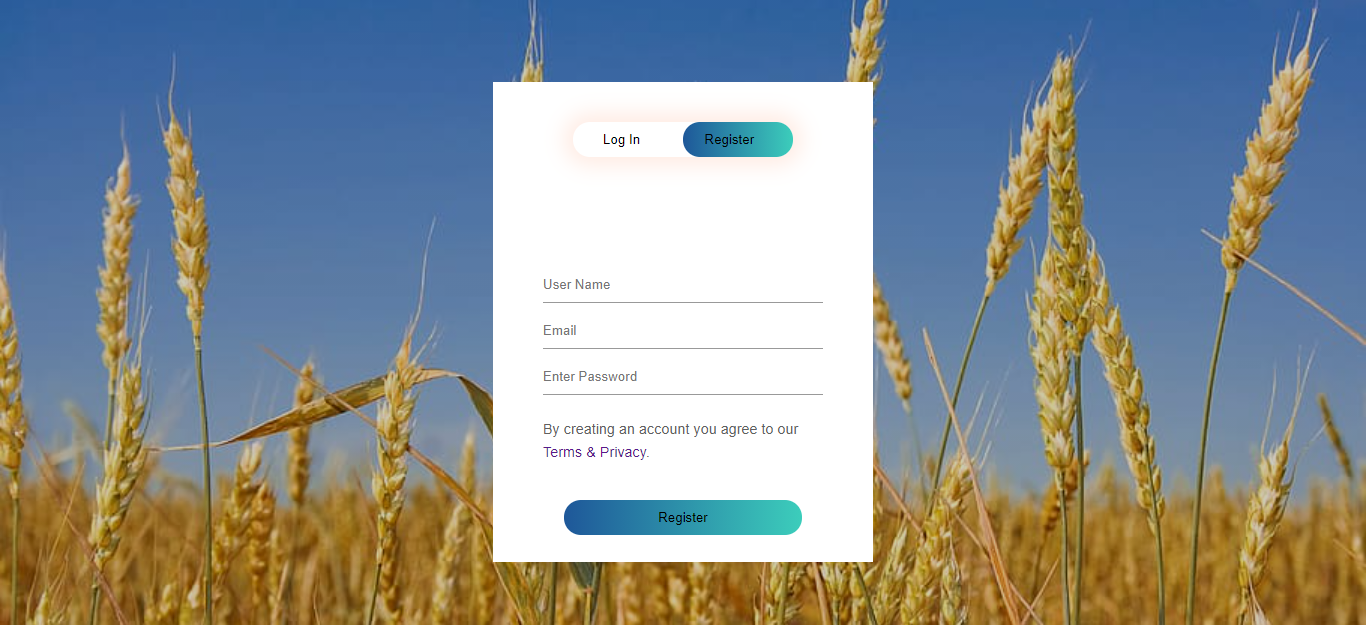 Log In
Register
User Name
Email
Enter Password
By creating an account you agree to our
Terms & Privacy.
Register